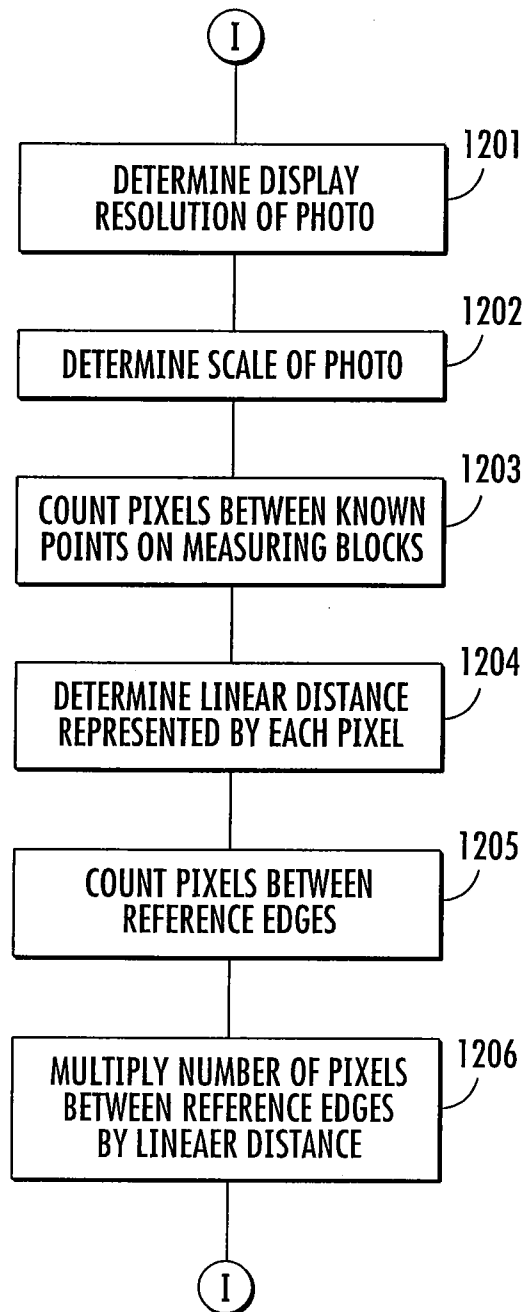 I
1201
DETERMINE DISPLAY
RESOLUTION OF PHOTO
1202
DETERMINE SCALE OF PHOTO
1203
COUNT PIXELS BETWEEN KNOWN
POINTS ON MEASURING BLOCKS
1204
DETERMINE LINEAR DISTANCE
REPRESENTED BY EACH PIXEL
1205
COUNT PIXELS BETWEEN
REFERENCE EDGES
1206
MULTIPLY NUMBER OF PIXELS
BETWEEN REFERENCE EDGES
BY LINEAER DISTANCE
I